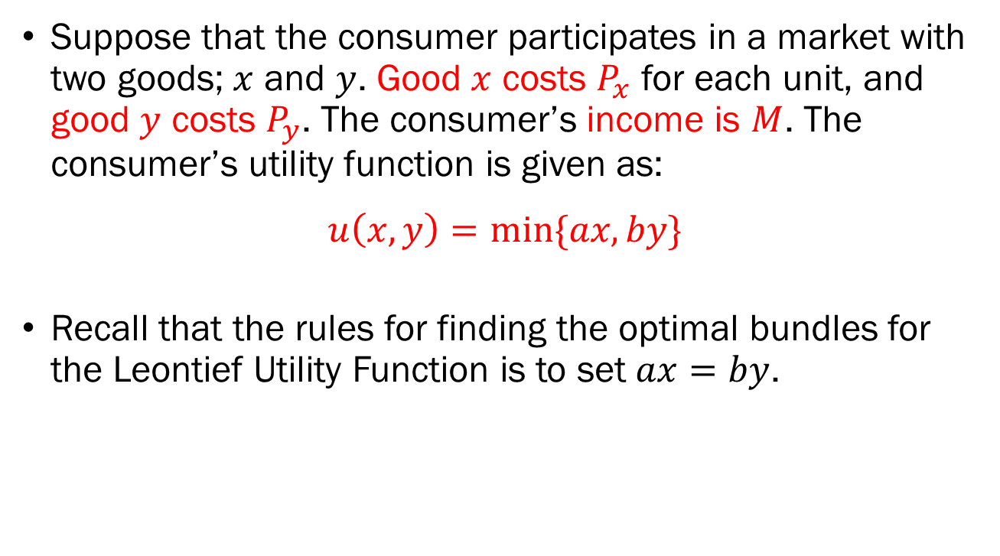 • Suppose that the consumer participates in a market with
two goods; x and y. Good x costs Pₓ for each unit, and
good y costs P_y. The consumer’s income is M. The
consumer’s utility function is given as:
u(x, y) = min{ax, by}
• Recall that the rules for finding the optimal bundles for
the Leontief Utility Function is to set ax = by.